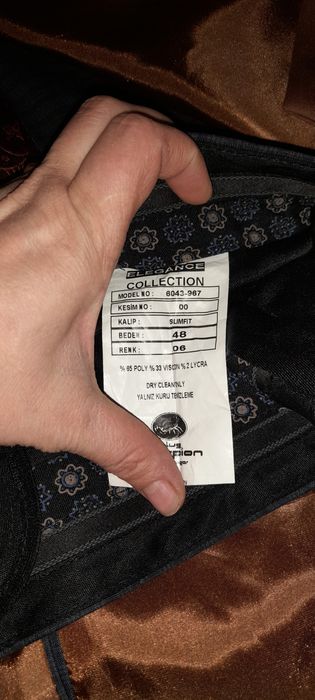 ELEGANCE
COLLECTION
MODEL NO : 6043-967
KESİM NO : 00
KALIP : SLIMFIT
BEDEN : 48
RENK : 06
% 65 POLY % 33 VISCON % 2 LYCRA
DRY CLEAN ONLY
YALNIZ KURU TEMİZLEME